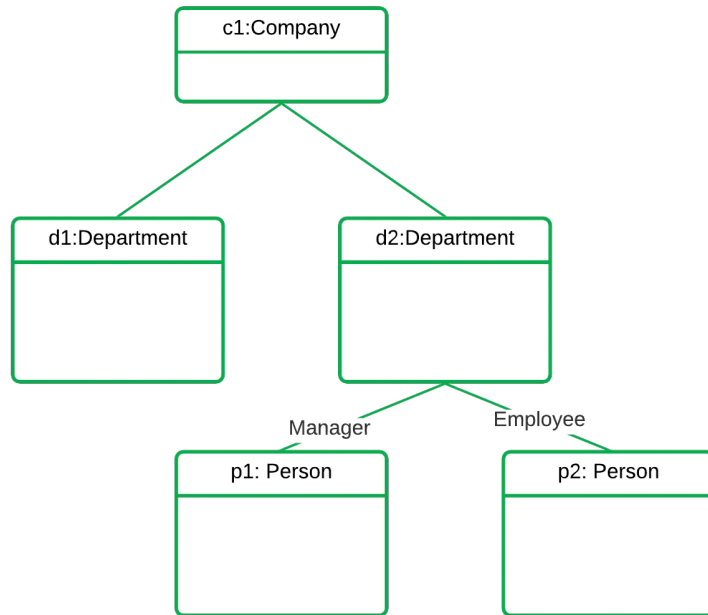 c1:Company
d1:Department
d2:Department
Manager
Employee
p1: Person
p2: Person